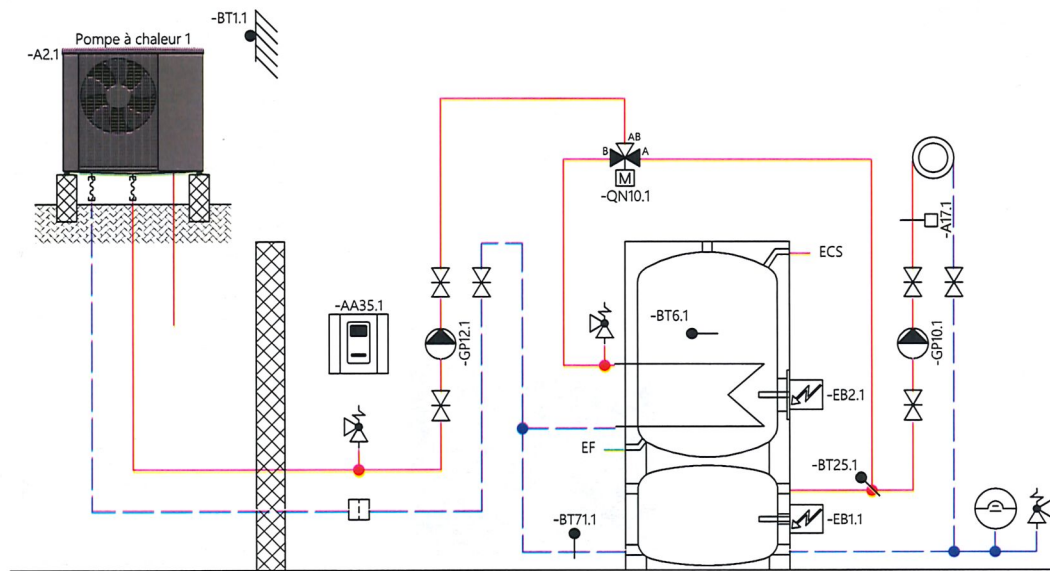 -BT1.1
Pompe à chaleur 1
-A2.1
AB
B
A
M
-QN10.1
-A17.1
ECS
-AA35.1
-BT6.1
-GP12.1
-GP10.1
-EB2.1
EF
-BT25.1
-EB1.1
-BT71.1